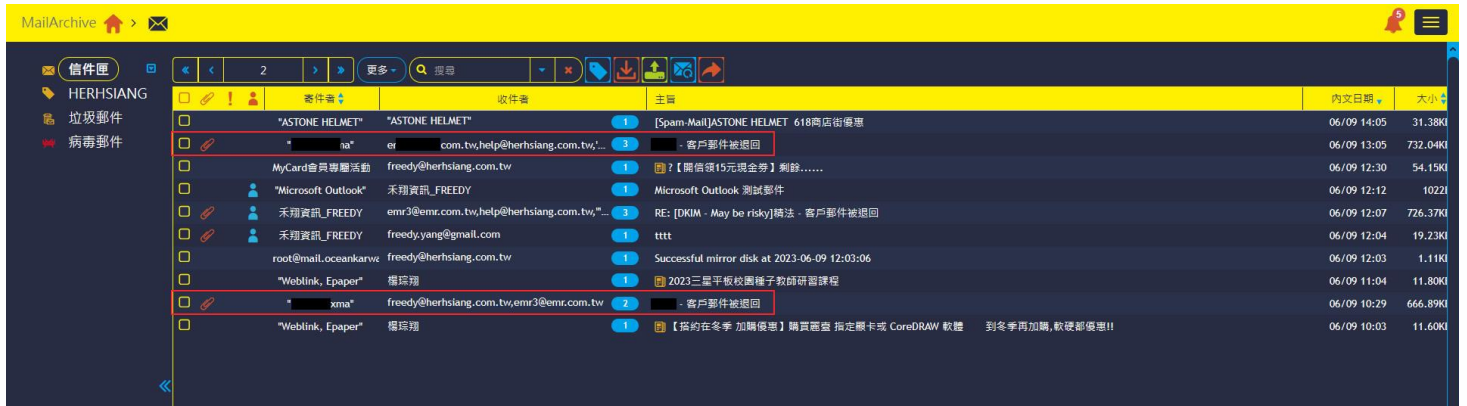 MailArchive
5
信件匣
HERHSIANG
垃圾郵件
病毒郵件
« ‹ 2 › » 更多 搜尋
寄件者 收件者 主旨 內文日期 大小
"ASTONE HELMET" "ASTONE HELMET" 1 [Spam-Mail]ASTONE HELMET 618商店街優惠 06/09 14:05 31.38K
" na" er com.tw,help@herhsiang.com.tw,'... 3 - 客戶郵件被退回 06/09 13:05 732.04K
MyCard會員專屬活動 freedy@herhsiang.com.tw 1 ?【開信領15元現金券】剩餘...... 06/09 12:30 54.15K
"Microsoft Outlook" 禾翔資訊_FREEDY 1 Microsoft Outlook 測試郵件 06/09 12:12 1022
禾翔資訊_FREEDY emr3@emr.com.tw,help@herhsiang.com.tw,"'... 3 RE: [DKIM - May be risky]精法 - 客戶郵件被退回 06/09 12:07 726.37K
禾翔資訊_FREEDY freedy.yang@gmail.com 1 tttt 06/09 12:04 19.23K
root@mail.oceankarwa freedy@herhsiang.com.tw 1 Successful mirror disk at 2023-06-09 12:03:06 06/09 12:03 1.11K
"Weblink, Epaper" 楊琮翔 1 2023三星平板校園種子教師研習課程 06/09 11:04 11.80K
" xma" freedy@herhsiang.com.tw,emr3@emr.com.tw 2 - 客戶郵件被退回 06/09 10:29 666.89K
"Weblink, Epaper" 楊琮翔 1 【搭約在冬季 加購優惠】購買麗臺 指定顯卡或 CoreDRAW 軟體 到冬季再加購,軟硬都優惠!! 06/09 10:03 11.60K